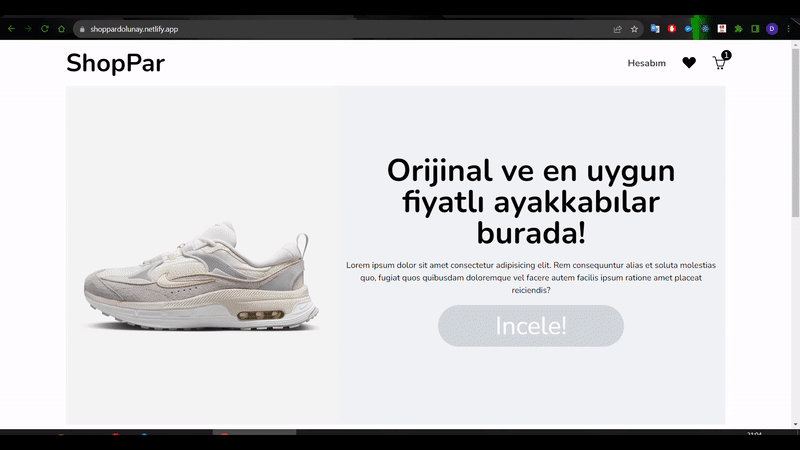 shoppardolunay.netlify.app
D
ShopPar
Hesabım
1
Orijinal ve en uygun
fiyatlı ayakkabılar
burada!
Lorem ipsum dolor sit amet consectetur adipisicing elit. Rem consequuntur alias et soluta molestias
quo, fugiat quos quibusdam doloremque vel facere autem facilis ipsum ratione amet placeat
reiciendis?
Incele!